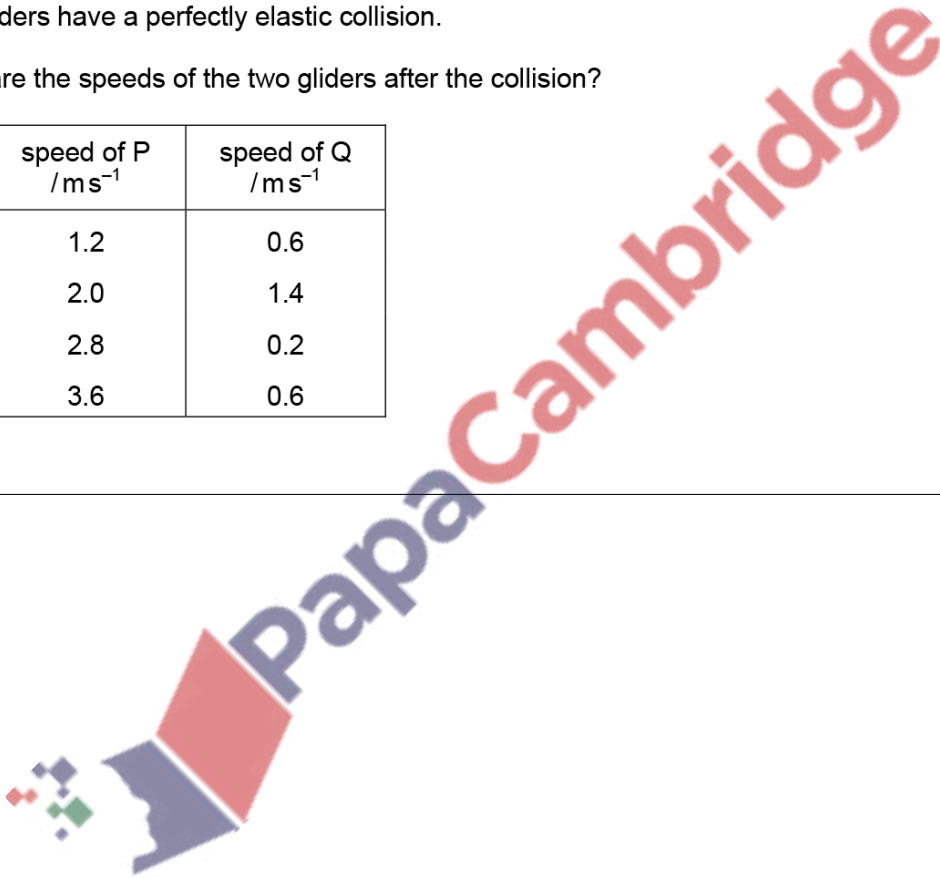 ders have a perfectly elastic collision.
re the speeds of the two gliders after the collision?
speed of P speed of Q
/ m s⁻¹ / m s⁻¹
1.2 0.6
2.0 1.4
2.8 0.2
3.6 0.6
PapaCambridge